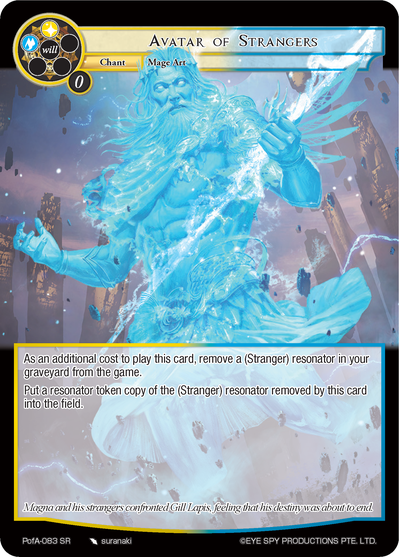 Avatar of Strangers
will
Chant Mage Art
0
As an additional cost to play this card, remove a (Stranger) resonator in your
graveyard from the game.
Put a resonator token copy of the (Stranger) resonator removed by this card
into the field.
Magna and his strangers confronted Gill Lapis, feeling that his destiny was about to end.
PofA-083 SR suranaki ©EYE SPY PRODUCTIONS PTE. LTD.